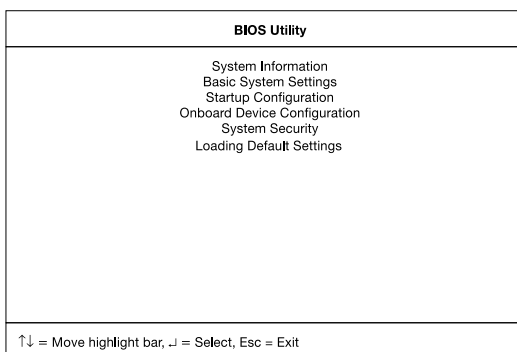 BIOS Utility
System Information
Basic System Settings
Startup Configuration
Onboard Device Configuration
System Security
Loading Default Settings
↑↓ = Move highlight bar, ↵ = Select, Esc = Exit